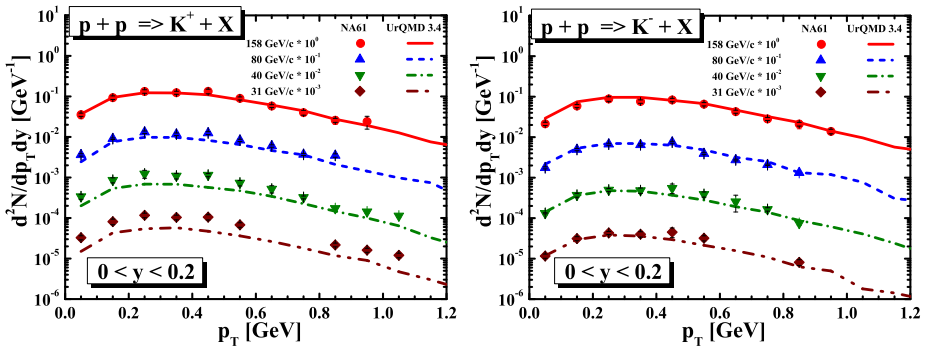 p + p => K⁺ + X
NA61 UrQMD 3.4
158 GeV/c * 10⁰
80 GeV/c * 10⁻¹
40 GeV/c * 10⁻²
31 GeV/c * 10⁻³
d²N/dp_T dy [GeV⁻¹]
10¹
10⁰
10⁻¹
10⁻²
10⁻³
10⁻⁴
10⁻⁵
10⁻⁶
0 < y < 0.2
0.0 0.2 0.4 0.6 0.8 1.0 1.2
p_T [GeV]
p + p => K⁻ + X
NA61 UrQMD 3.4
158 GeV/c * 10⁰
80 GeV/c * 10⁻¹
40 GeV/c * 10⁻²
31 GeV/c * 10⁻³
d²N/dp_T dy [GeV⁻¹]
10¹
10⁰
10⁻¹
10⁻²
10⁻³
10⁻⁴
10⁻⁵
10⁻⁶
0 < y < 0.2
0.0 0.2 0.4 0.6 0.8 1.0 1.2
p_T [GeV]